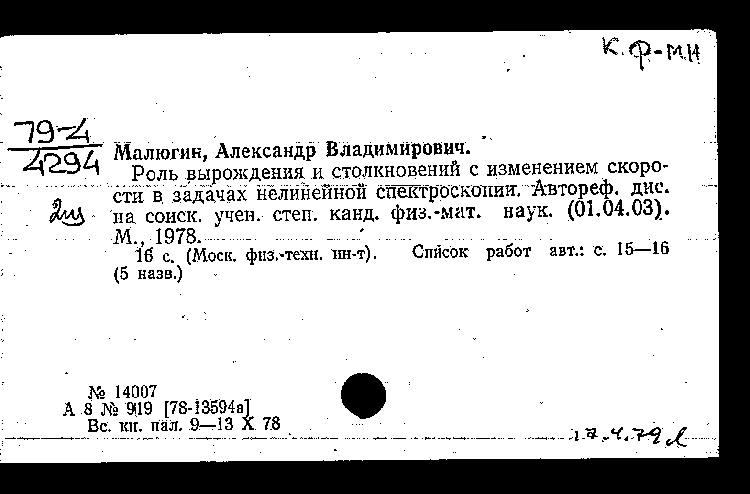 К. ф-мн
79-4
4294
2 из
Малюгин, Александр Владимирович.
Роль вырождения и столкновений с изменением скоро-
сти в задачах нелинейной спектроскопии. Автореф. дис.
на соиск. учен. степ. канд. физ.-мат. наук. (01.04.03).
М., 1978.
16 с. (Моск. физ.-техн. ин-т). Список работ авт.: с. 15—16
(5 назв.)
№ 14007
А 8 № 919 [78-13594а]
Вс. кн. пал. 9—13 X 78
17.4.79